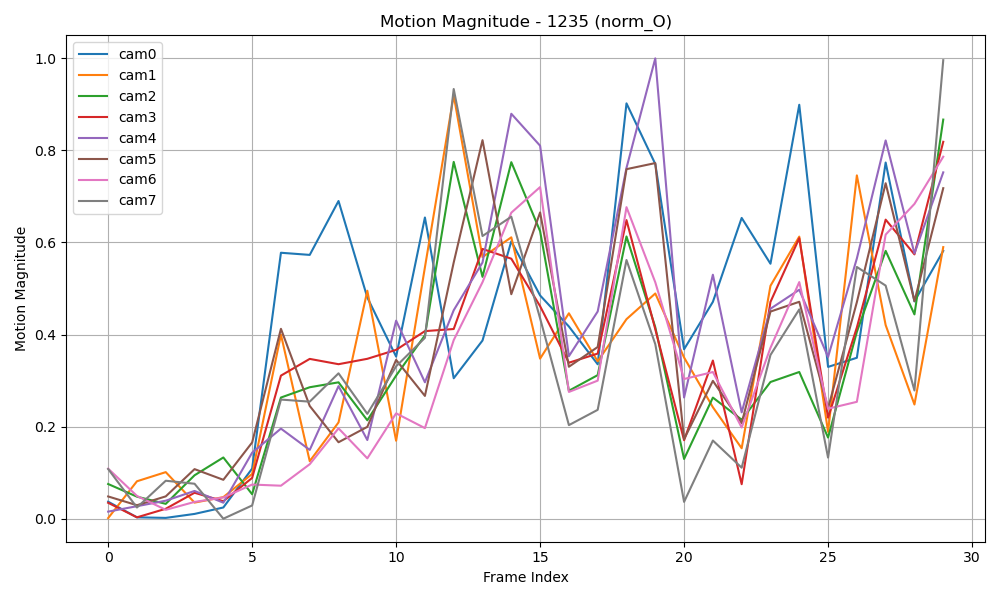 Motion Magnitude - 1235 (norm_O)
cam0
cam1
cam2
cam3
cam4
cam5
cam6
cam7
Motion Magnitude
1.0
0.8
0.6
0.4
0.2
0.0
0 5 10 15 20 25 30
Frame Index